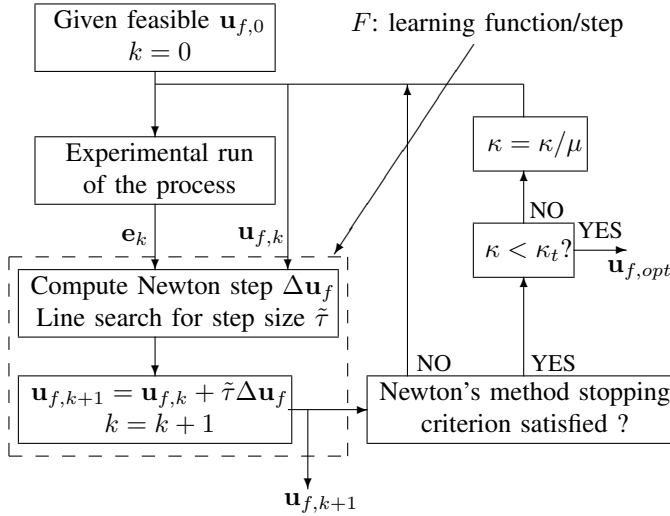 Given feasible u_{f,0}
k = 0
F: learning function/step
Experimental run
of the process
κ = κ/μ
NO
YES
e_k
u_{f,k}
κ < κ_t?
u_{f,opt}
Compute Newton step Δu_f
Line search for step size τ̃
NO
YES
u_{f,k+1} = u_{f,k} + τ̃Δu_f
k = k + 1
Newton's method stopping
criterion satisfied ?
u_{f,k+1}